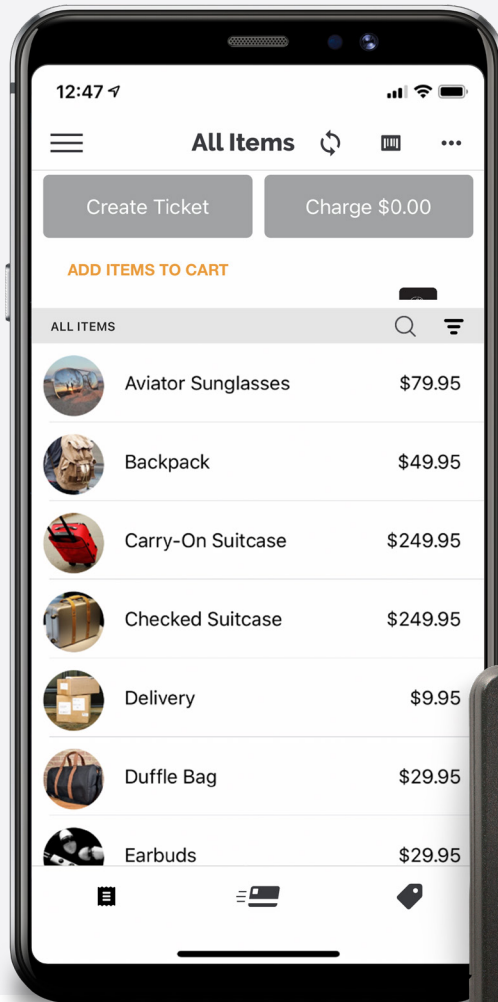 12:47
All Items
Create Ticket
Charge $0.00
ADD ITEMS TO CART
ALL ITEMS
Aviator Sunglasses $79.95
Backpack $49.95
Carry-On Suitcase $249.95
Checked Suitcase $249.95
Delivery $9.95
Duffle Bag $29.95
Earbuds $29.95